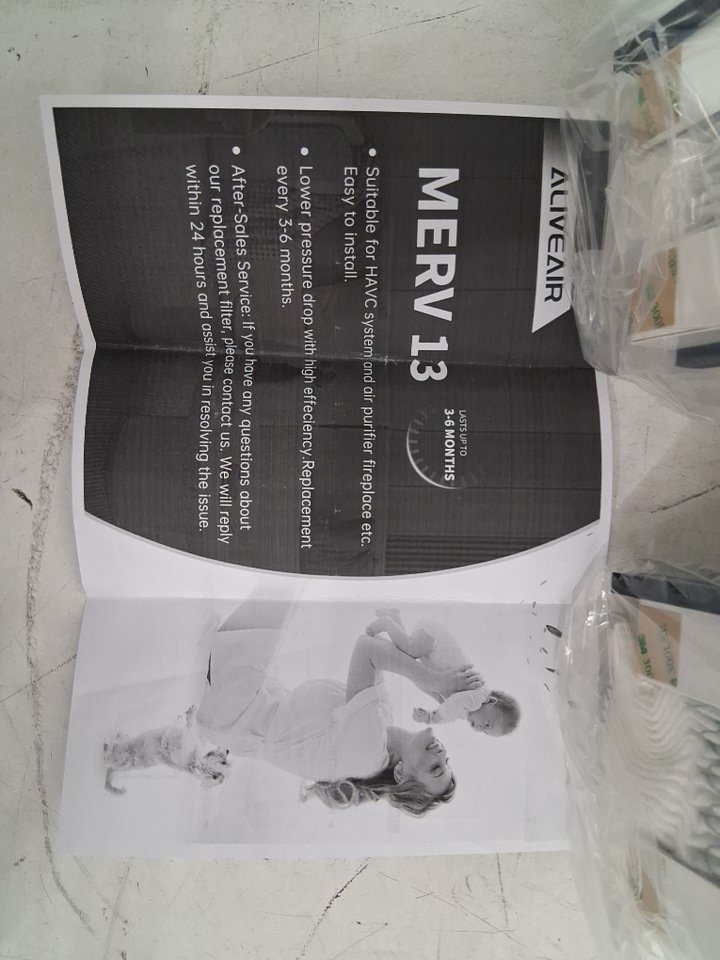 ALIVEAIR
MERV 13
LASTS UP TO
3-6 MONTHS
• Suitable for HAVC system and air purifier fireplace etc.
Easy to install.
• Lower pressure drop with high effeciency.Replacement
every 3-6 months.
• After-Sales Service: If you have any questions about
our replacement filter, please contact us. We will reply
within 24 hours and assist you in resolving the issue.
3M